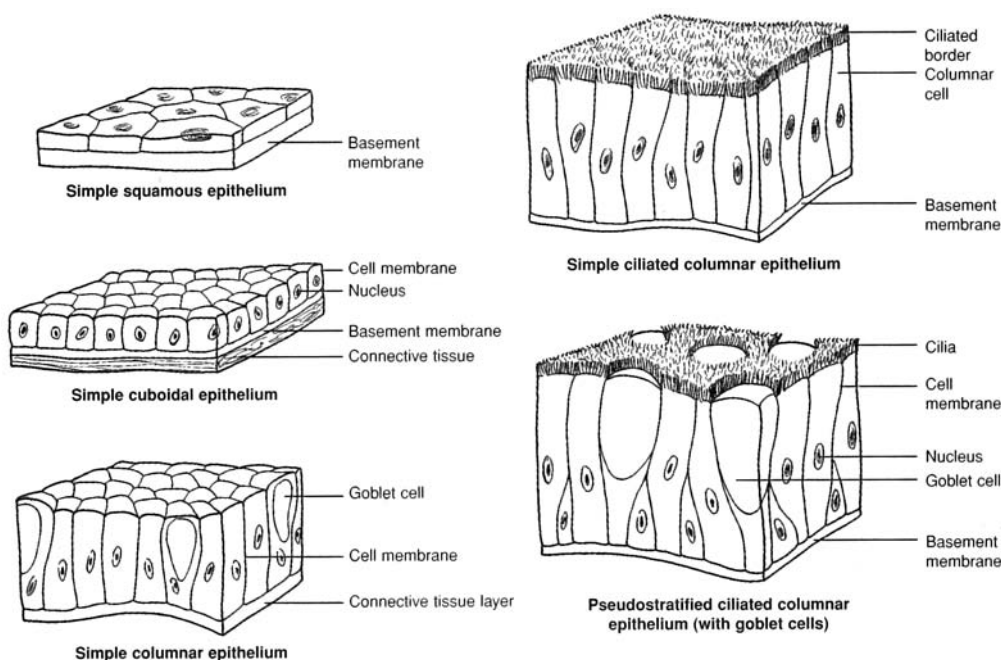 Basement
membrane
Simple squamous epithelium
Cell membrane
Nucleus
Basement membrane
Connective tissue
Simple cuboidal epithelium
Goblet cell
Cell membrane
Connective tissue layer
Simple columnar epithelium
Ciliated
border
Columnar
cell
Basement
membrane
Simple ciliated columnar epithelium
Cilia
Cell
membrane
Nucleus
Goblet cell
Basement
membrane
Pseudostratified ciliated columnar
epithelium (with goblet cells)